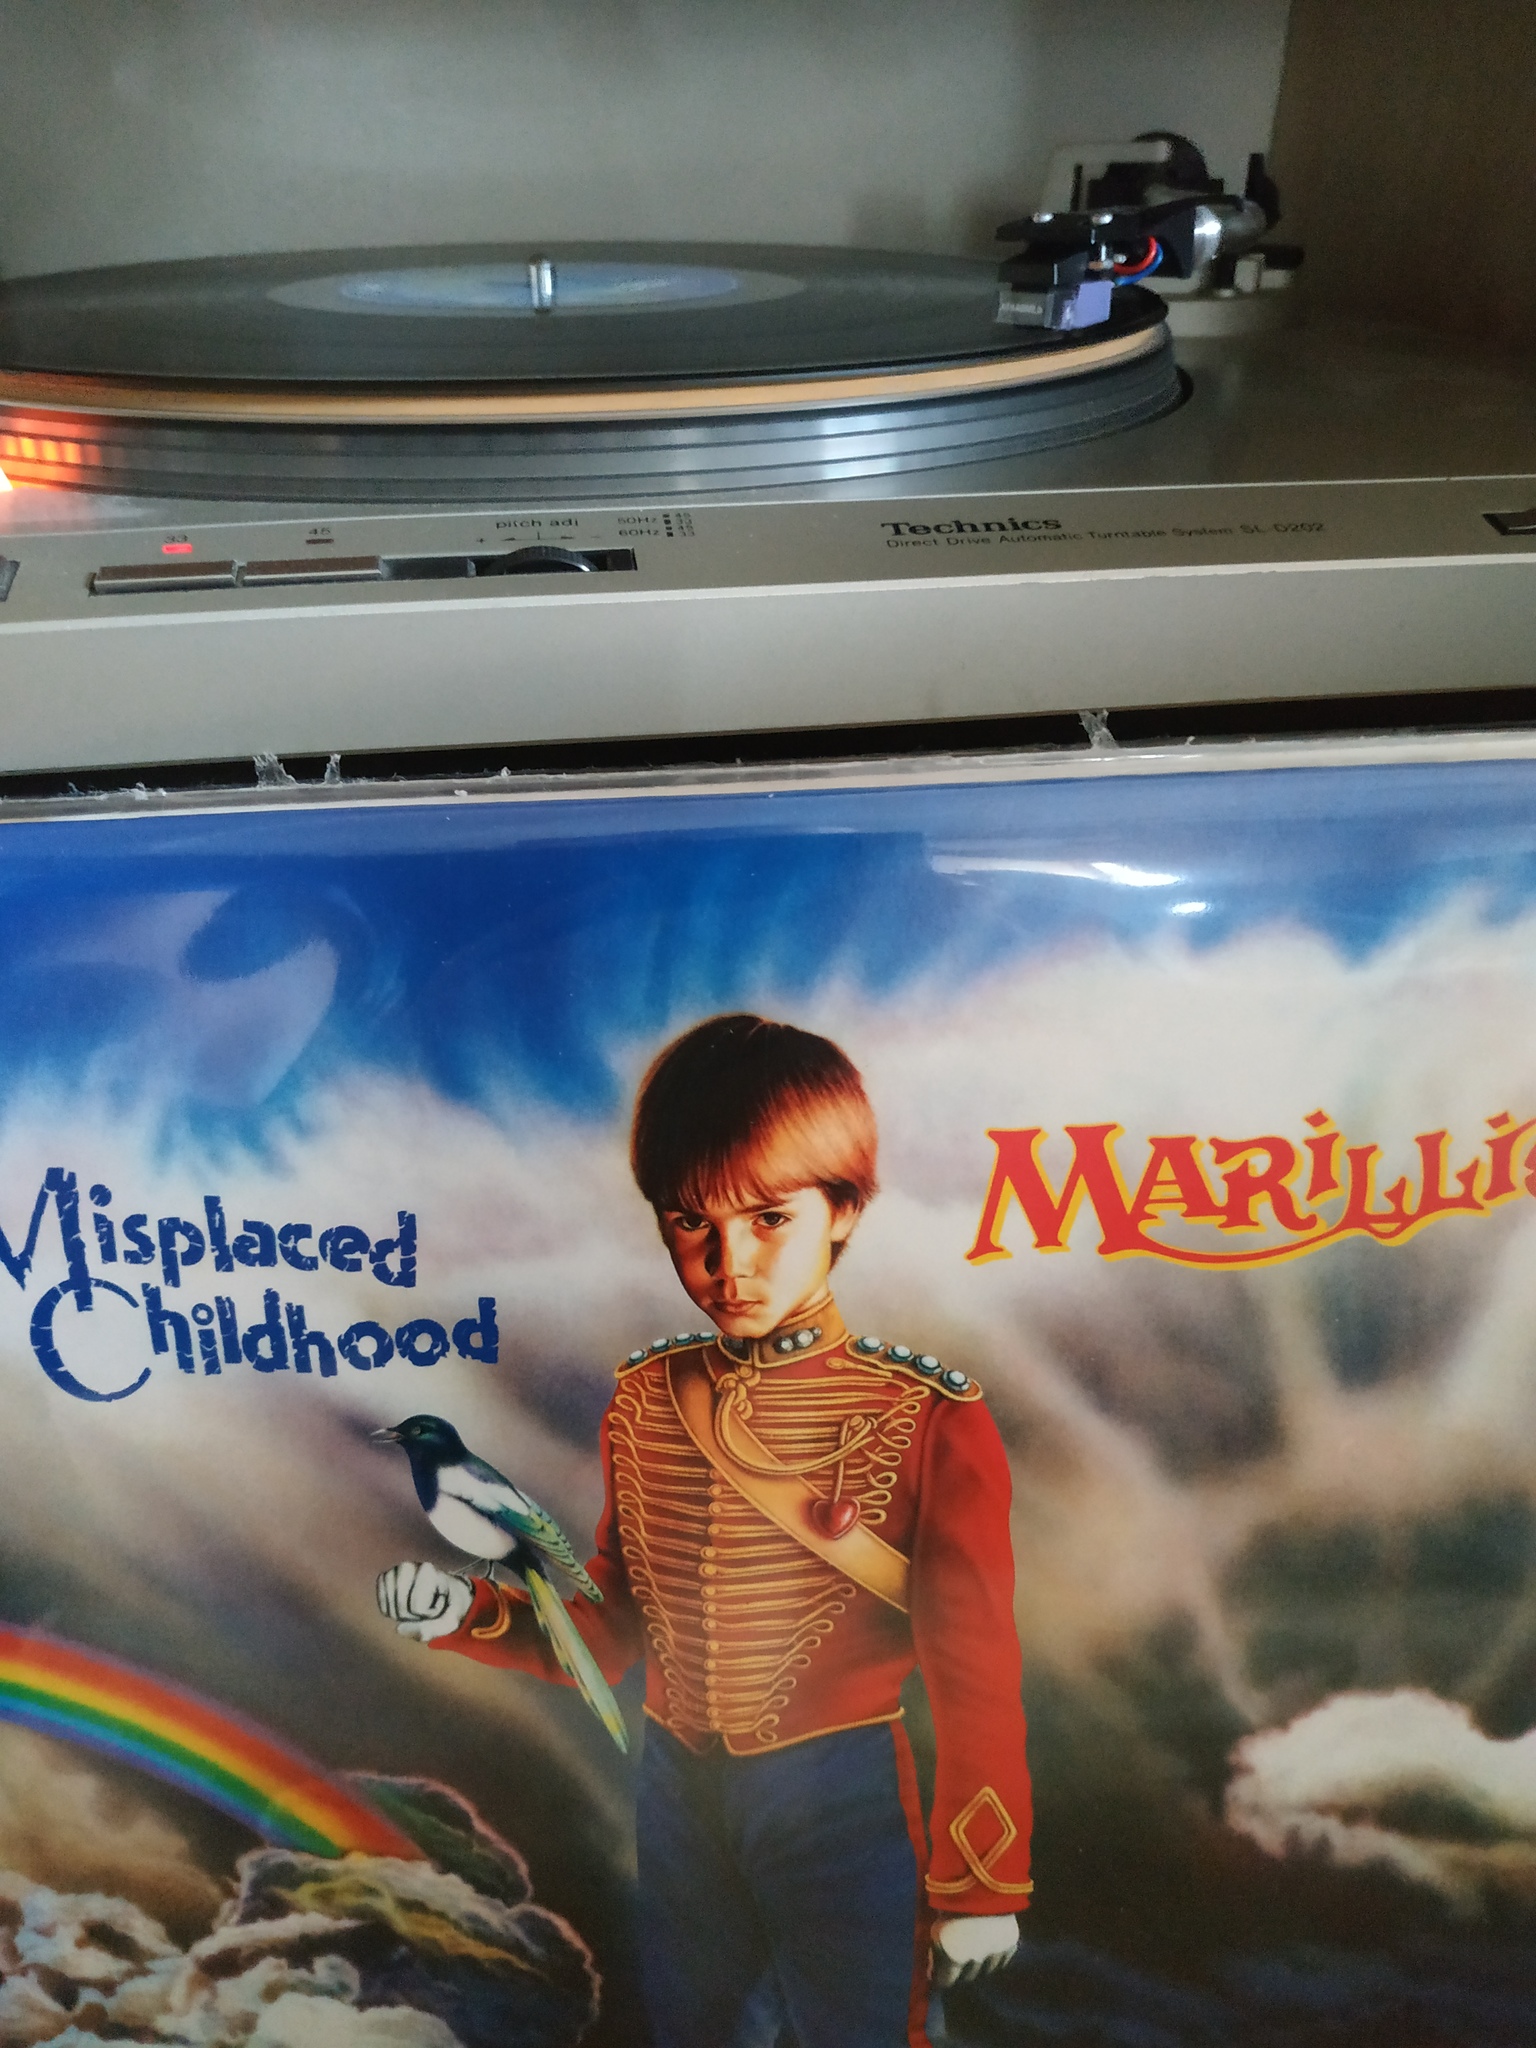 33
45
pitch adj
+ -
50Hz
60Hz
Technics
Direct Drive Automatic Turntable System SL-D202
Misplaced
Childhood
MARiLLi